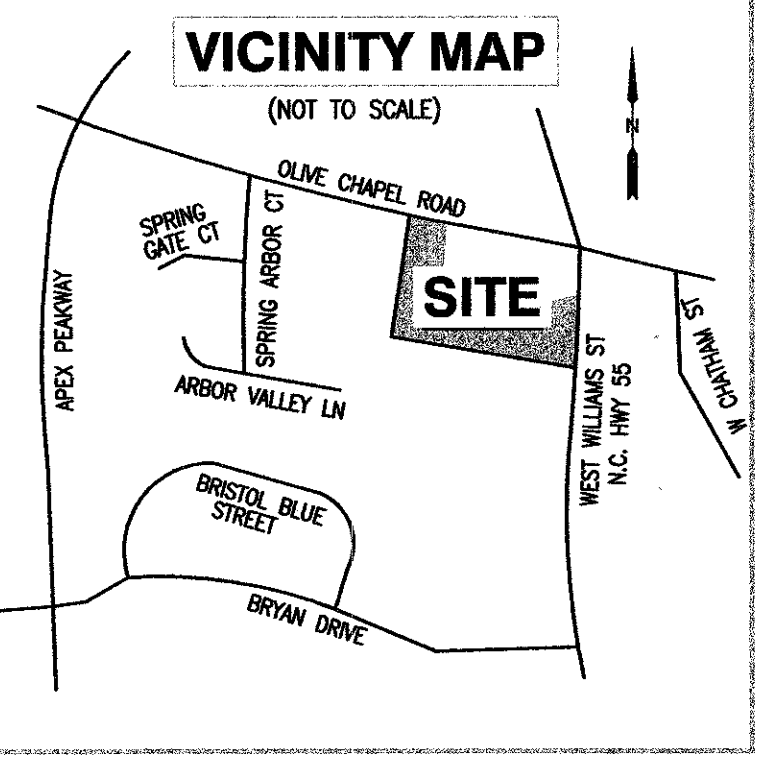 VICINITY MAP
(NOT TO SCALE)
N
OLIVE CHAPEL ROAD
SPRING
GATE CT
SPRING ARBOR CT
SITE
APEX PEAKWAY
ARBOR VALLEY LN
WEST WILLIAMS ST
N.C. HWY 55
W CHATHAM ST
BRISTOL BLUE
STREET
BRYAN DRIVE